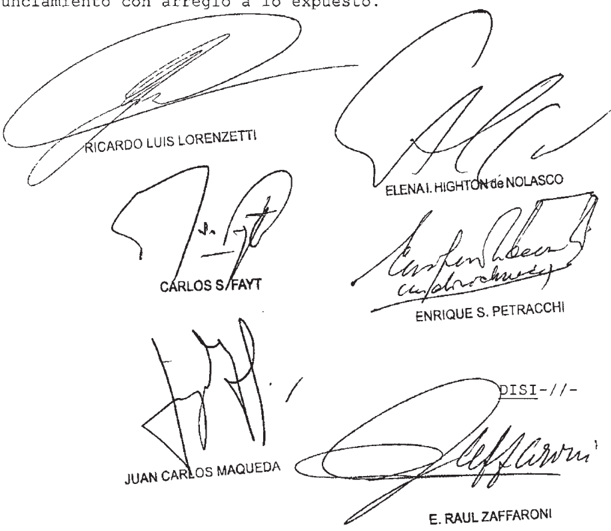 unciamiento con arreglo a lo expuesto.
RICARDO LUIS LORENZETTI
ELENA I. HIGHTON de NOLASCO
CARLOS S. FAYT
ENRIQUE S. PETRACCHI
DISI-//-
JUAN CARLOS MAQUEDA
Zaffaroni
E. RAUL ZAFFARONI